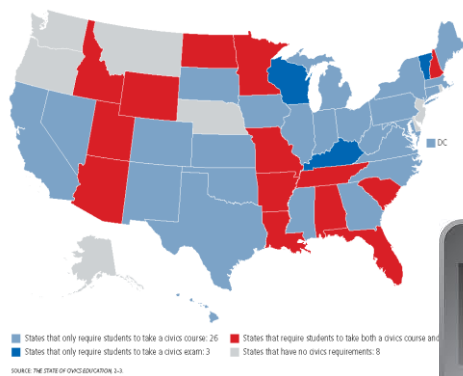 DC
States that only require students to take a civics course: 26
States that require students to take both a civics course and
States that only require students to take a civics exam: 3
States that have no civics requirements: 8
SOURCE: THE STATE OF CIVICS EDUCATION, 2–3.